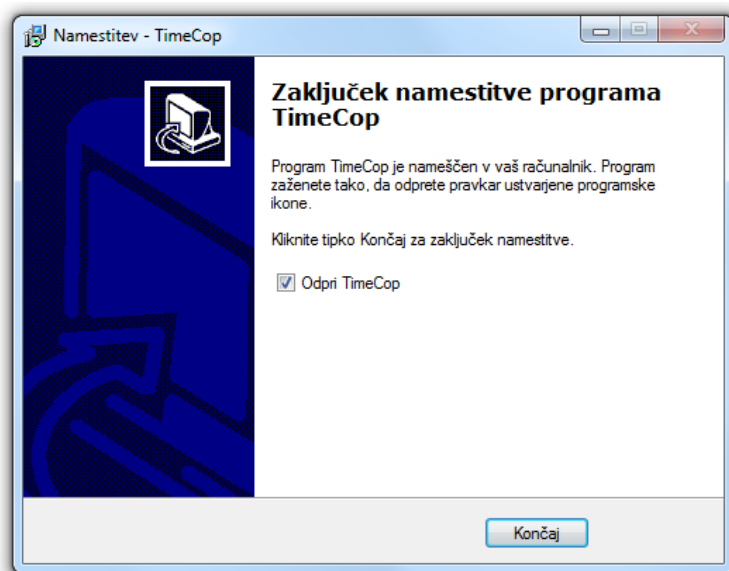 Namestitev - TimeCop
Zaključek namestitve programa
TimeCop
Program TimeCop je nameščen v vaš računalnik. Program
zaženete tako, da odprete pravkar ustvarjene programske
ikone.
Kliknite tipko Končaj za zaključek namestitve.
Odpri TimeCop
Končaj